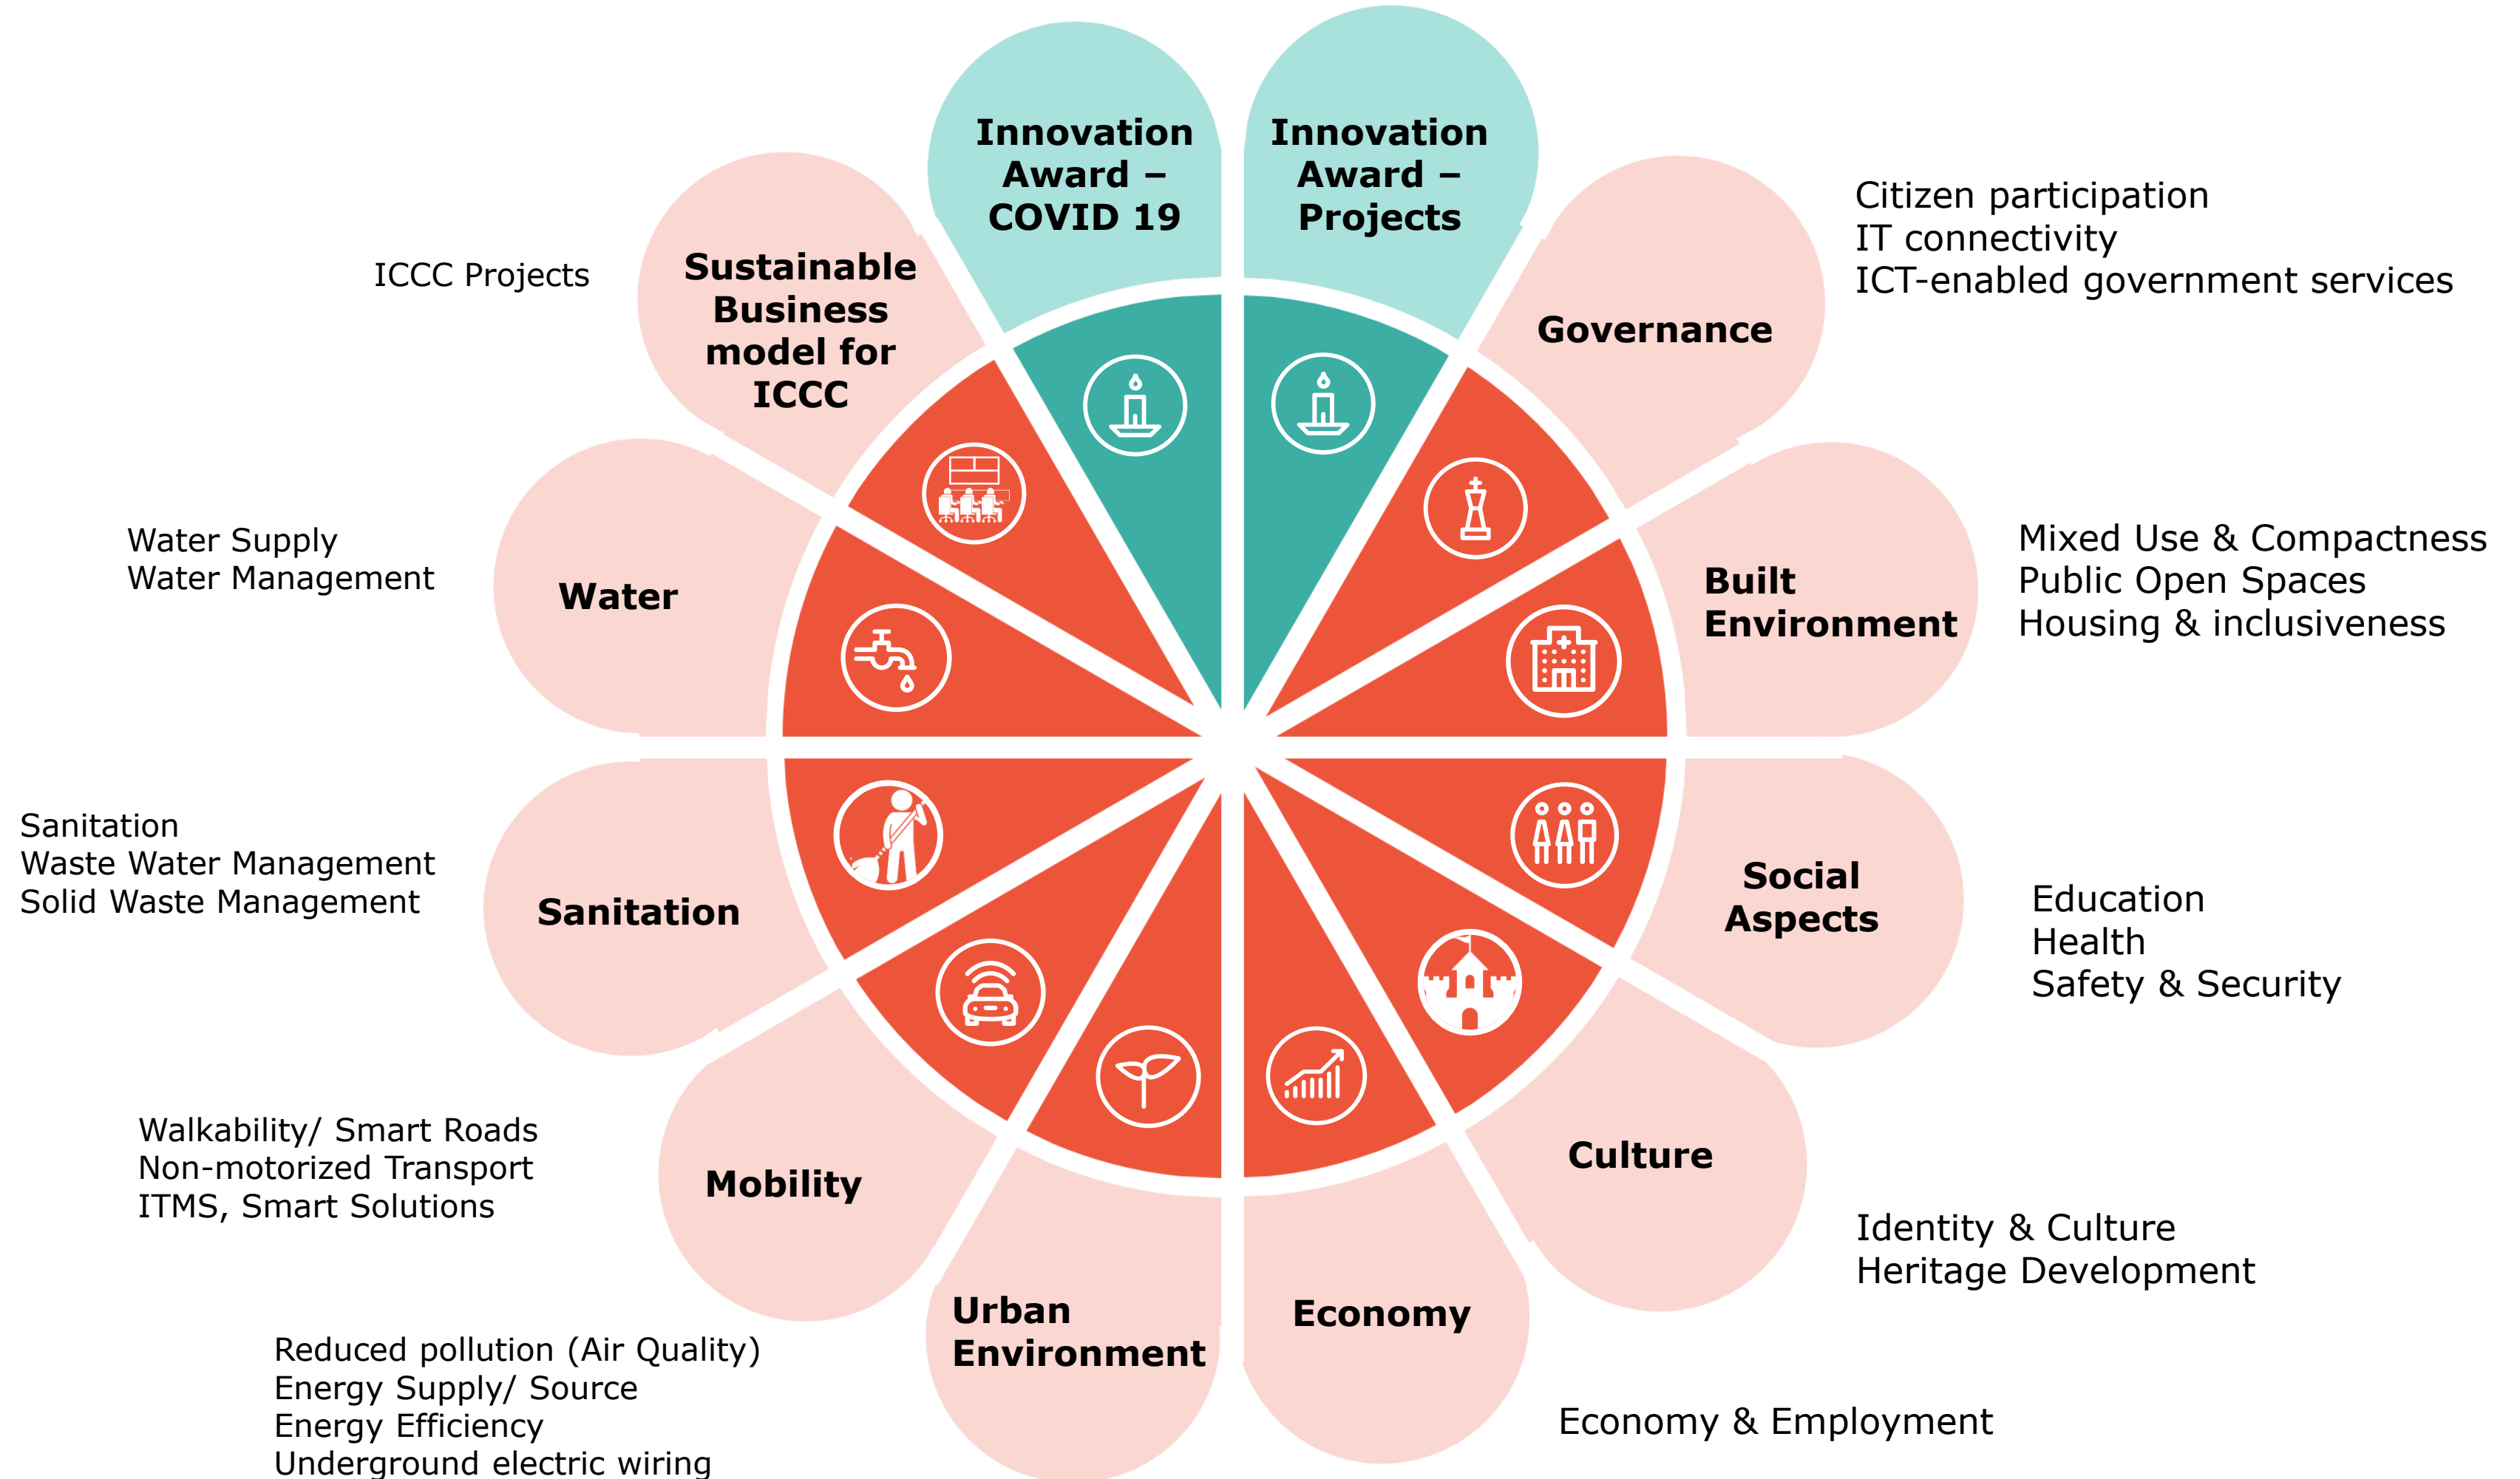 Innovation
Award –
COVID 19
Innovation
Award –
Projects
Governance
Citizen participation
IT connectivity
ICT-enabled government services
Built
Environment
Mixed Use & Compactness
Public Open Spaces
Housing & inclusiveness
Social
Aspects
Education
Health
Safety & Security
Culture
Identity & Culture
Heritage Development
Economy
Economy & Employment
Urban
Environment
Reduced pollution (Air Quality)
Energy Supply/ Source
Energy Efficiency
Underground electric wiring
Mobility
Walkability/ Smart Roads
Non-motorized Transport
ITMS, Smart Solutions
Sanitation
Sanitation
Waste Water Management
Solid Waste Management
Water
Water Supply
Water Management
Sustainable
Business
model for
ICCC
ICCC Projects